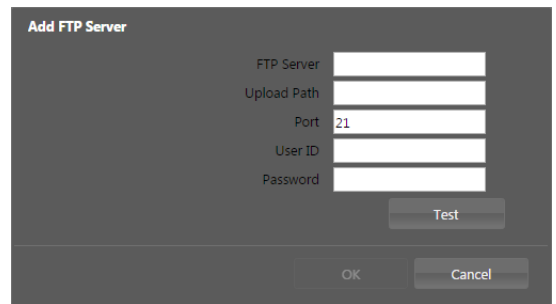 Add FTP Server
FTP Server
Upload Path
Port 21
User ID
Password
Test
OK Cancel